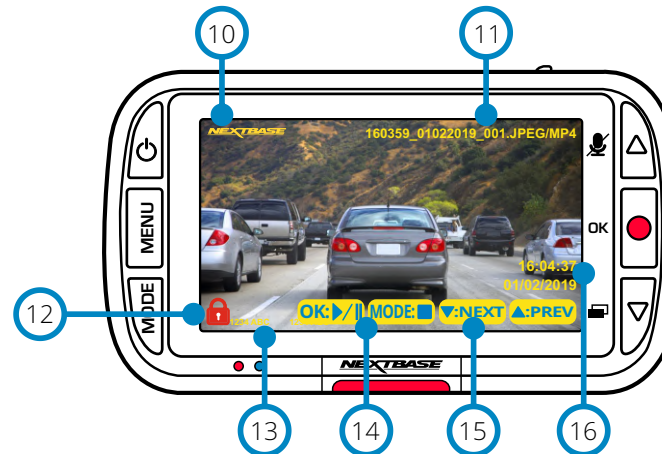 10
11
NEXTBASE
160359_01022019_001.JPEG/MP4
MENU
OK
16:04:37
01/02/2019
12
MODE
OK: ▶/II
MODE: ■
▼:NEXT
▲:PREV
NEXTBASE
13
14
15
16